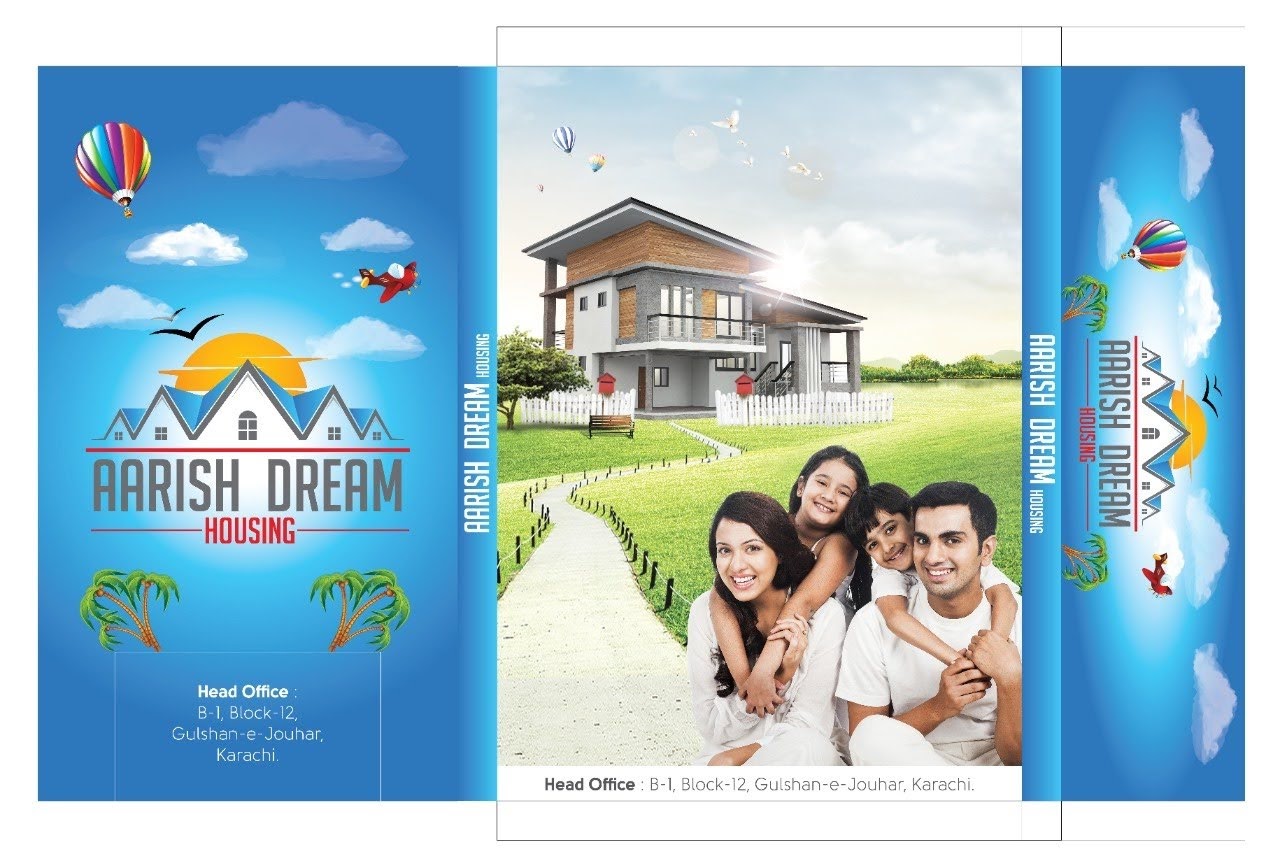 AARISH DREAM
HOUSING
Head Office :
B-1, Block-12,
Gulshan-e-Jouhar,
Karachi.
AARISH DREAM HOUSING
Head Office : B-1, Block-12, Gulshan-e-Jouhar, Karachi.
AARISH DREAM HOUSING
AARISH DREAM
HOUSING